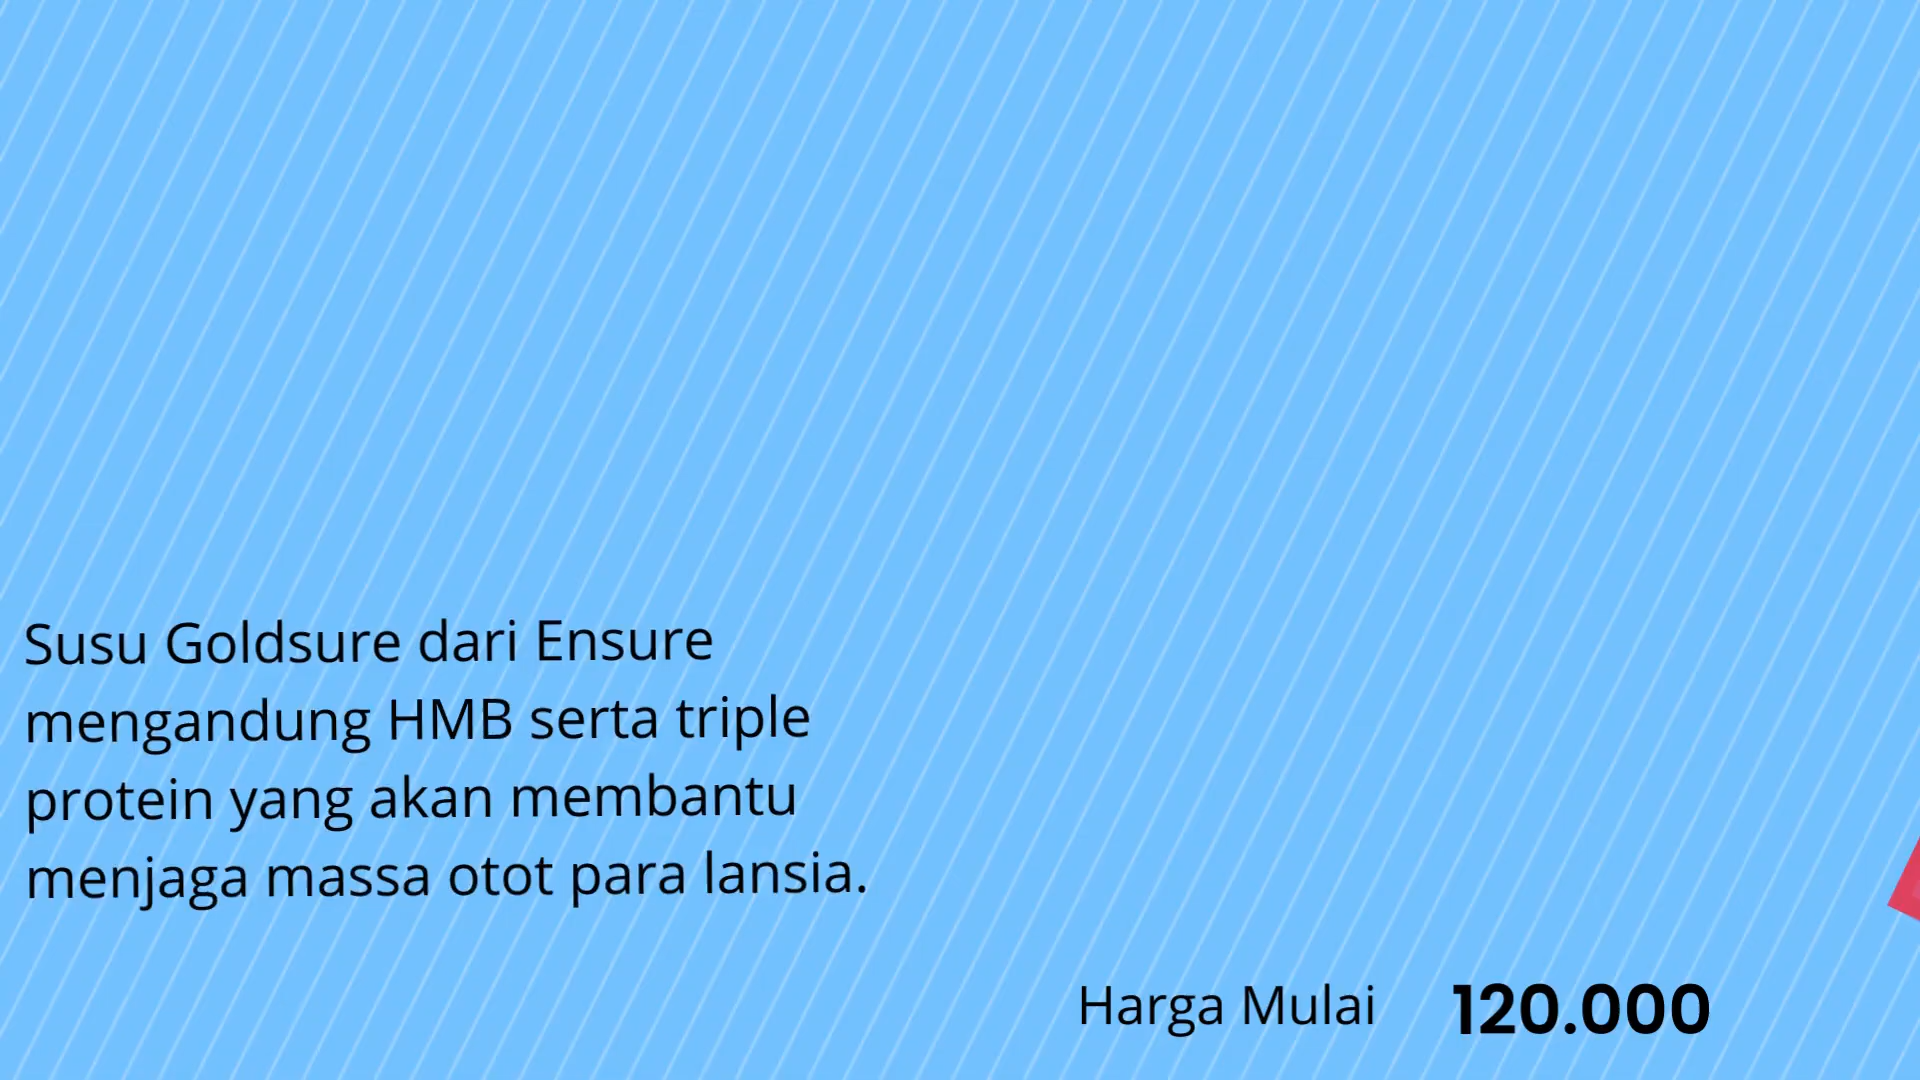 Susu Goldsure dari Ensure
mengandung HMB serta triple
protein yang akan membantu
menjaga massa otot para lansia.
Harga Mulai 120.000